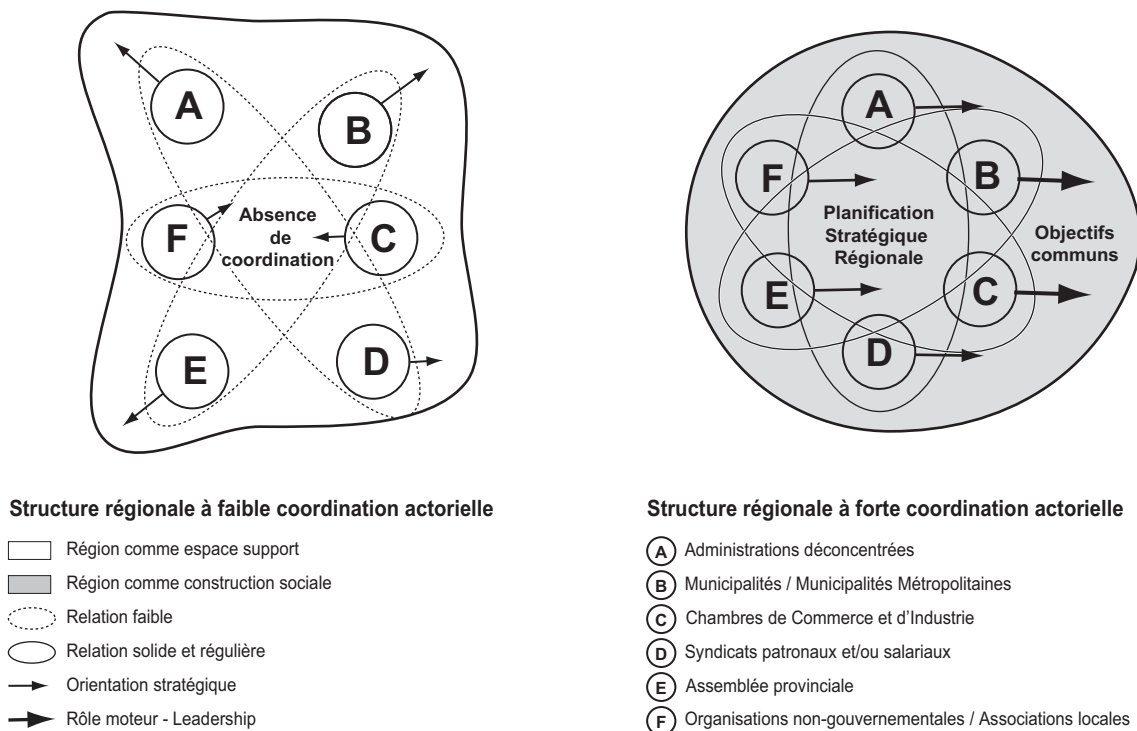 A
B
F
Absence
de
coordination
C
E
D
A
F
B
Planification
Stratégique
Régionale
Objectifs
communs
E
C
D
Structure régionale à faible coordination actorielle
Région comme espace support
Région comme construction sociale
Relation faible
Relation solide et régulière
Orientation stratégique
Rôle moteur - Leadership
Structure régionale à forte coordination actorielle
A Administrations déconcentrées
B Municipalités / Municipalités Métropolitaines
C Chambres de Commerce et d'Industrie
D Syndicats patronaux et/ou salariaux
E Assemblée provinciale
F Organisations non-gouvernementales / Associations locales